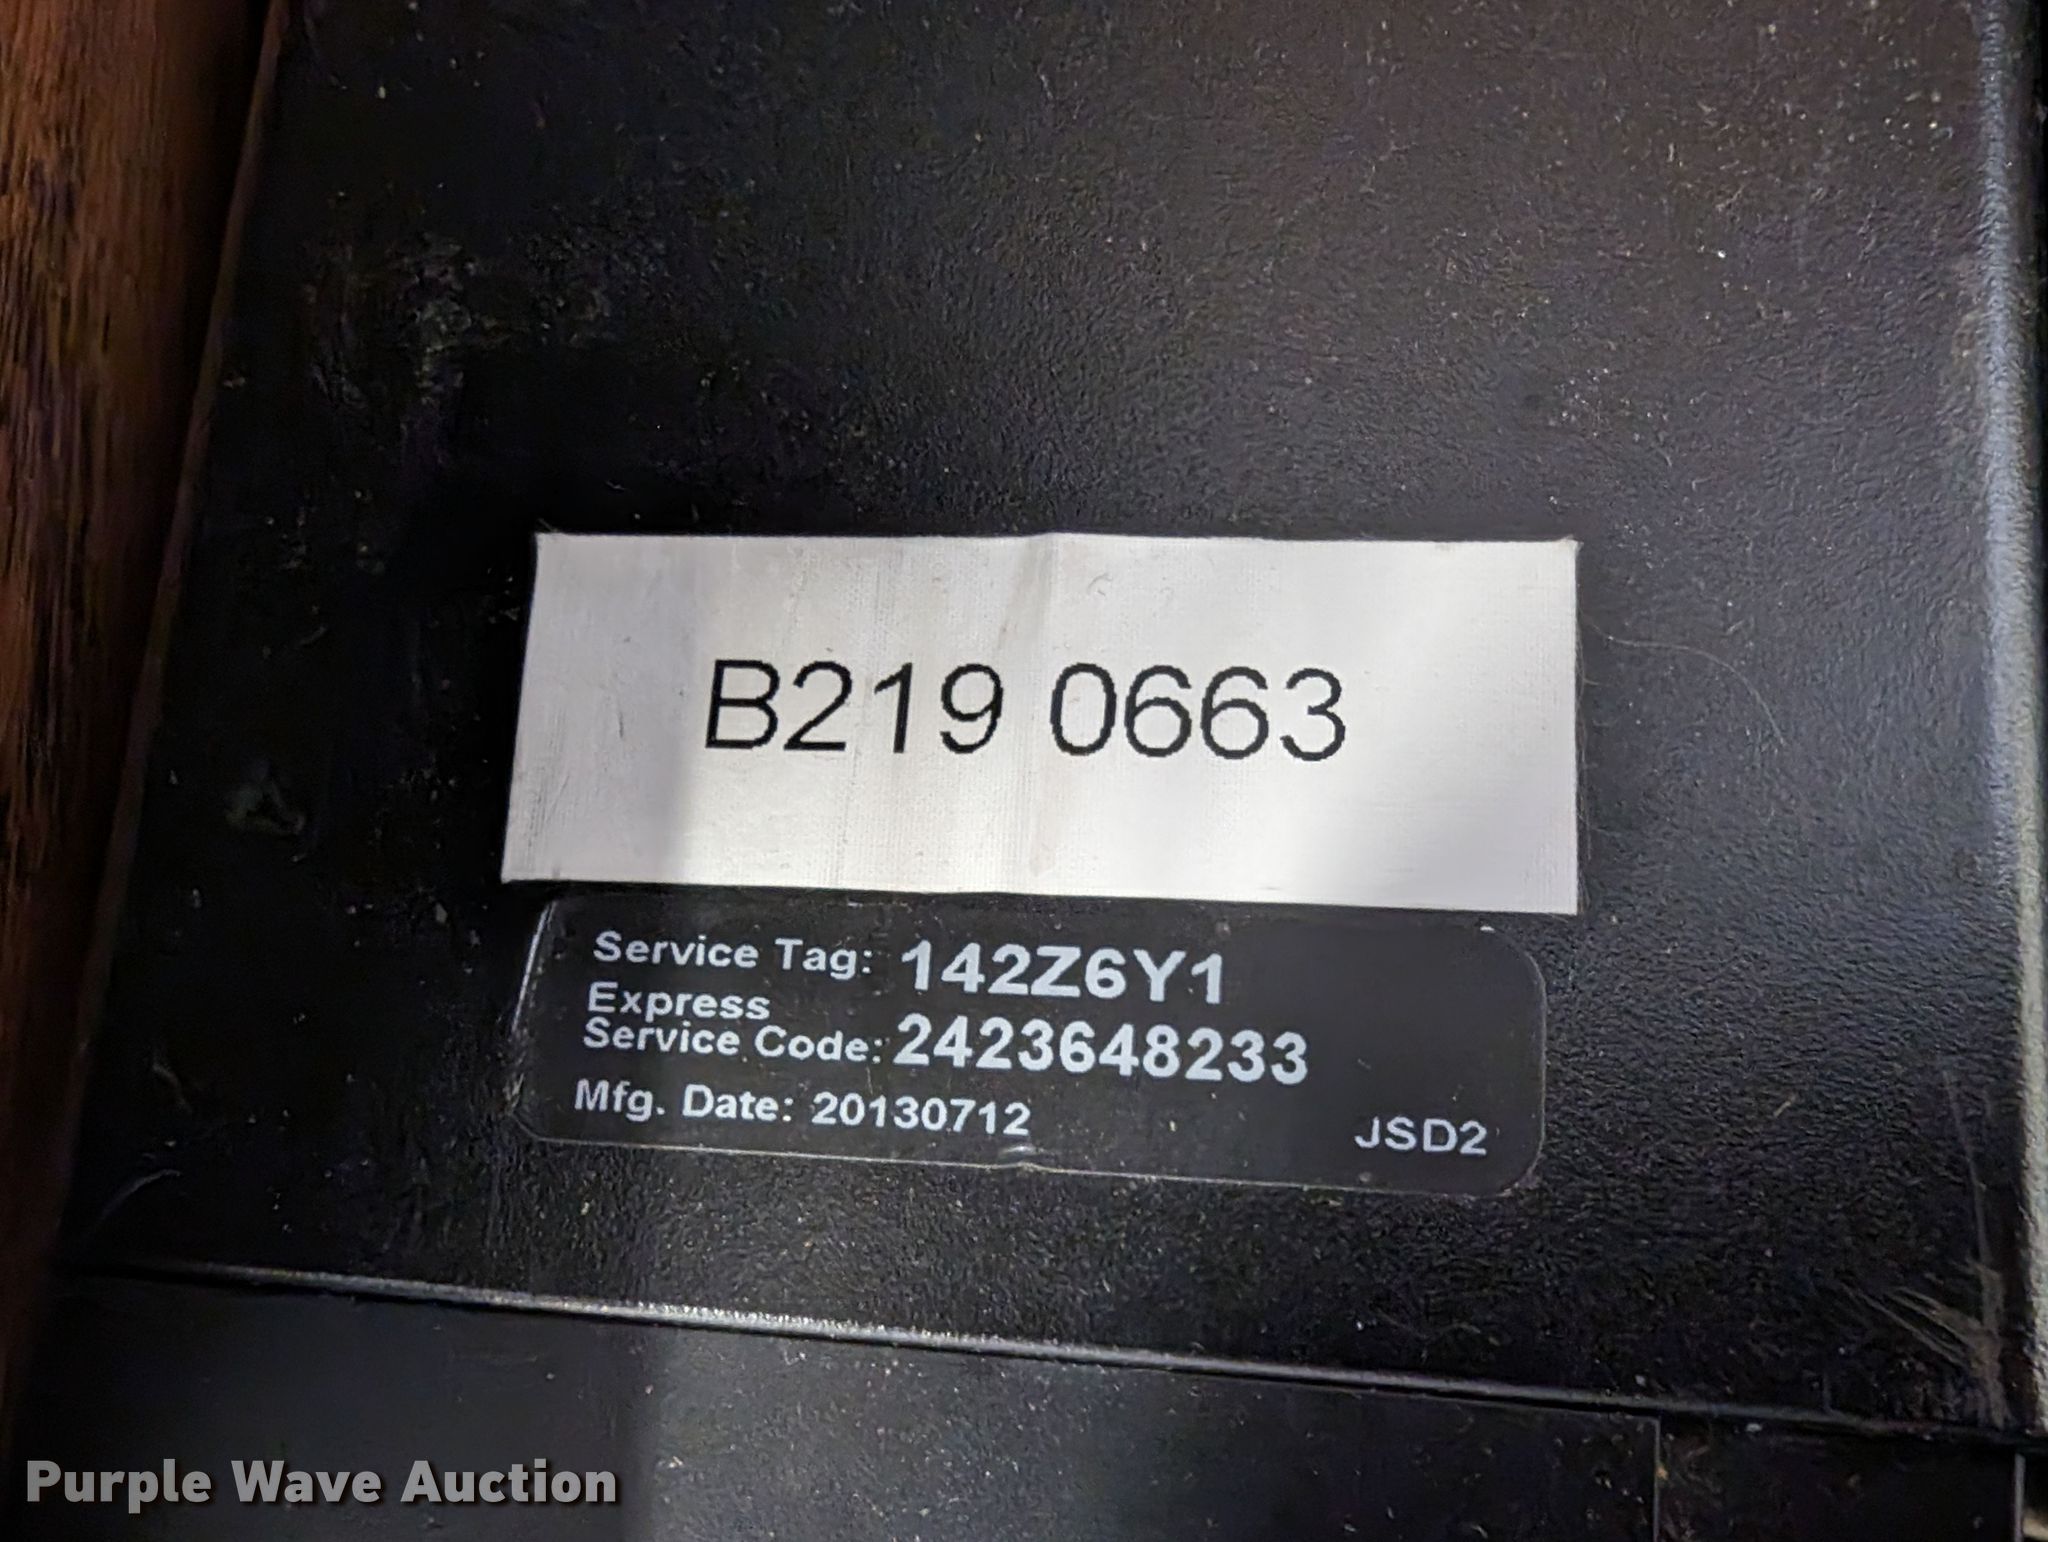 B219 0663
Service Tag: 142Z6Y1
Express
Service Code: 2423648233
Mfg. Date: 20130712 JSD2
Purple Wave Auction